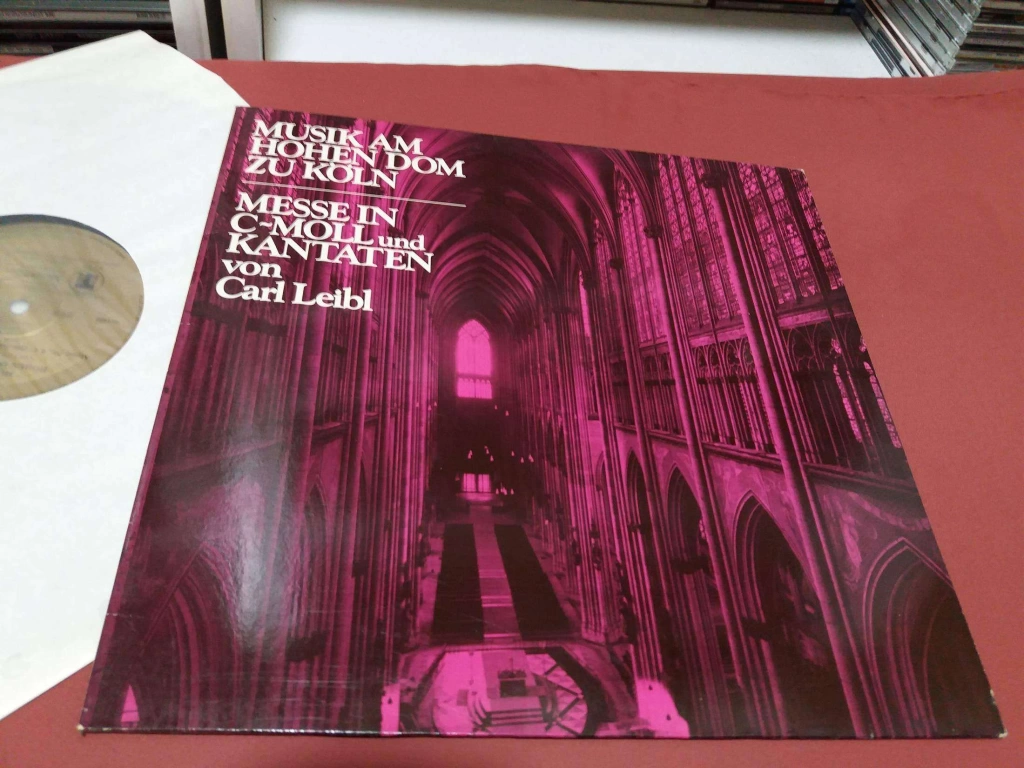 MUSIK AM
HOHEN DOM
ZU KÖLN
MESSE IN
C-MOLL und
KANTATEN
von
Carl Leibl